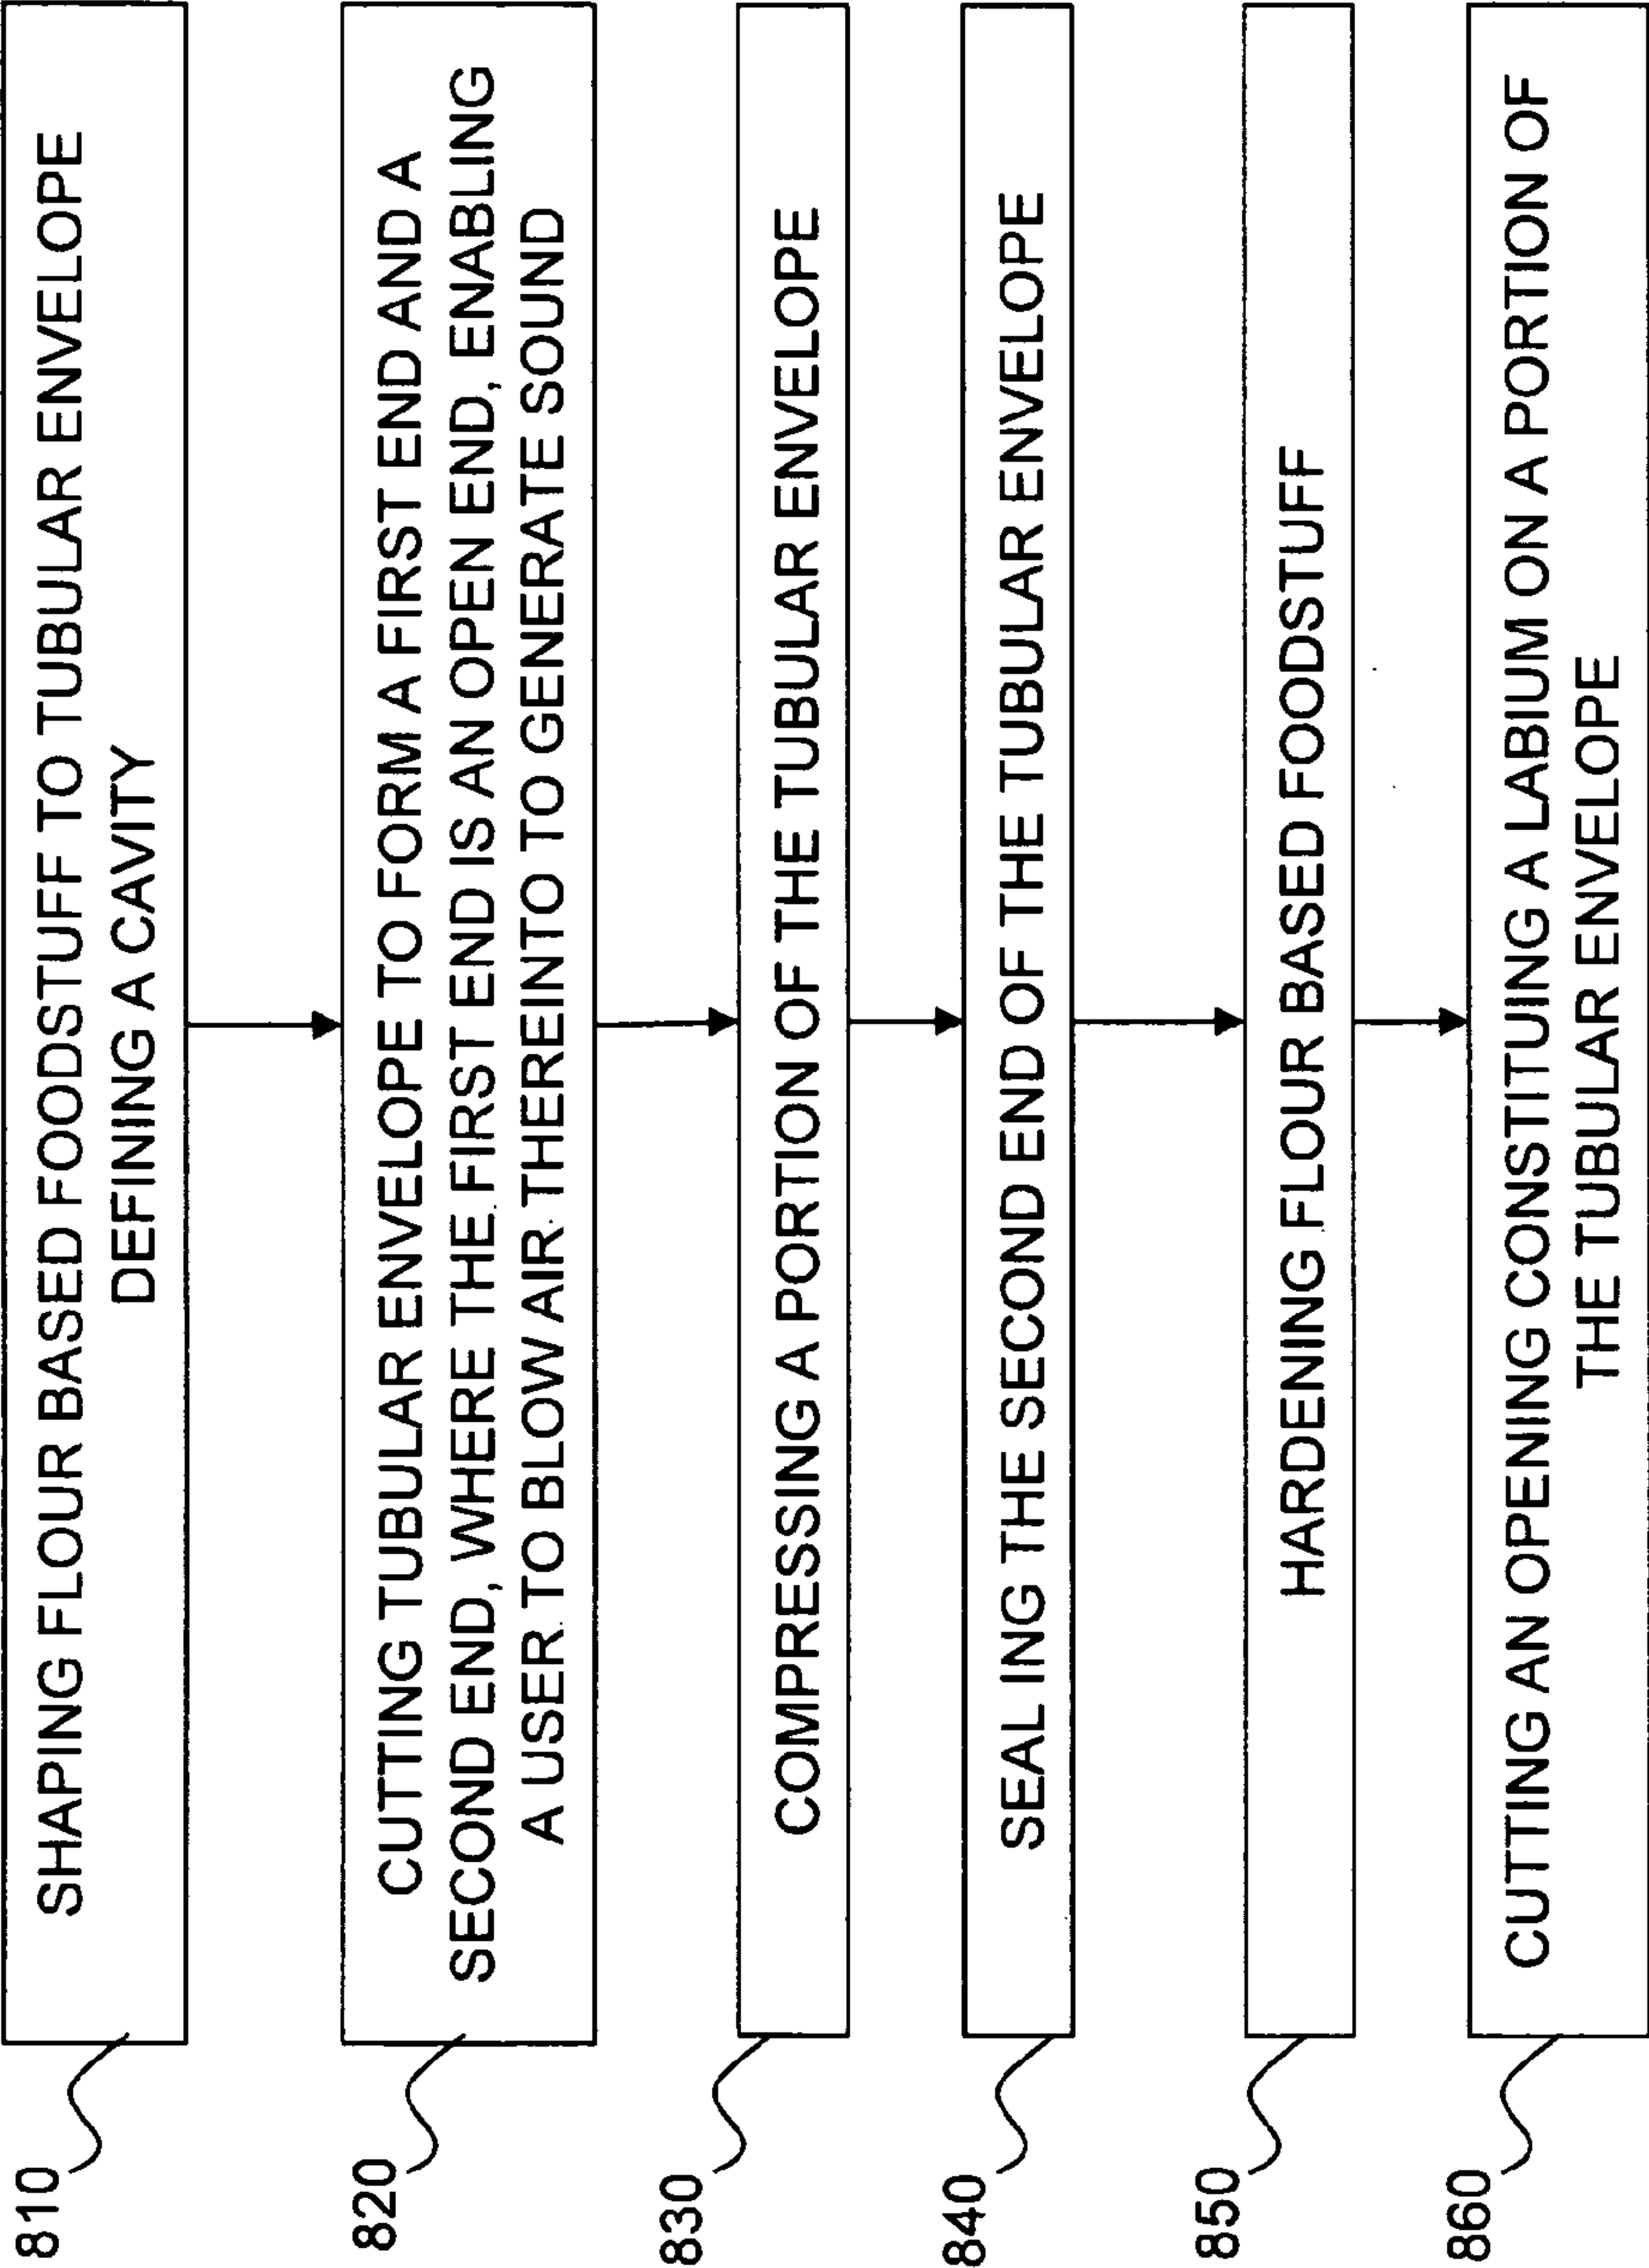 810
SHAPING FLOUR BASED FOODSTUFF TO TUBULAR ENVELOPE
DEFINING A CAVITY
820
CUTTING TUBULAR ENVELOPE TO FORM A FIRST END AND A
SECOND END, WHERE THE FIRST END IS AN OPEN END, ENABLING
A USER TO BLOW AIR THEREINTO TO GENERATE SOUND
830
COMPRESSING A PORTION OF THE TUBULAR ENVELOPE
840
SEAL ING THE SECOND END OF THE TUBULAR ENVELOPE
850
HARDENING FLOUR BASED FOODSTUFF
860
CUTTING AN OPENING CONSTITUING A LABIUM ON A PORTION OF
THE TUBULAR ENVELOPE